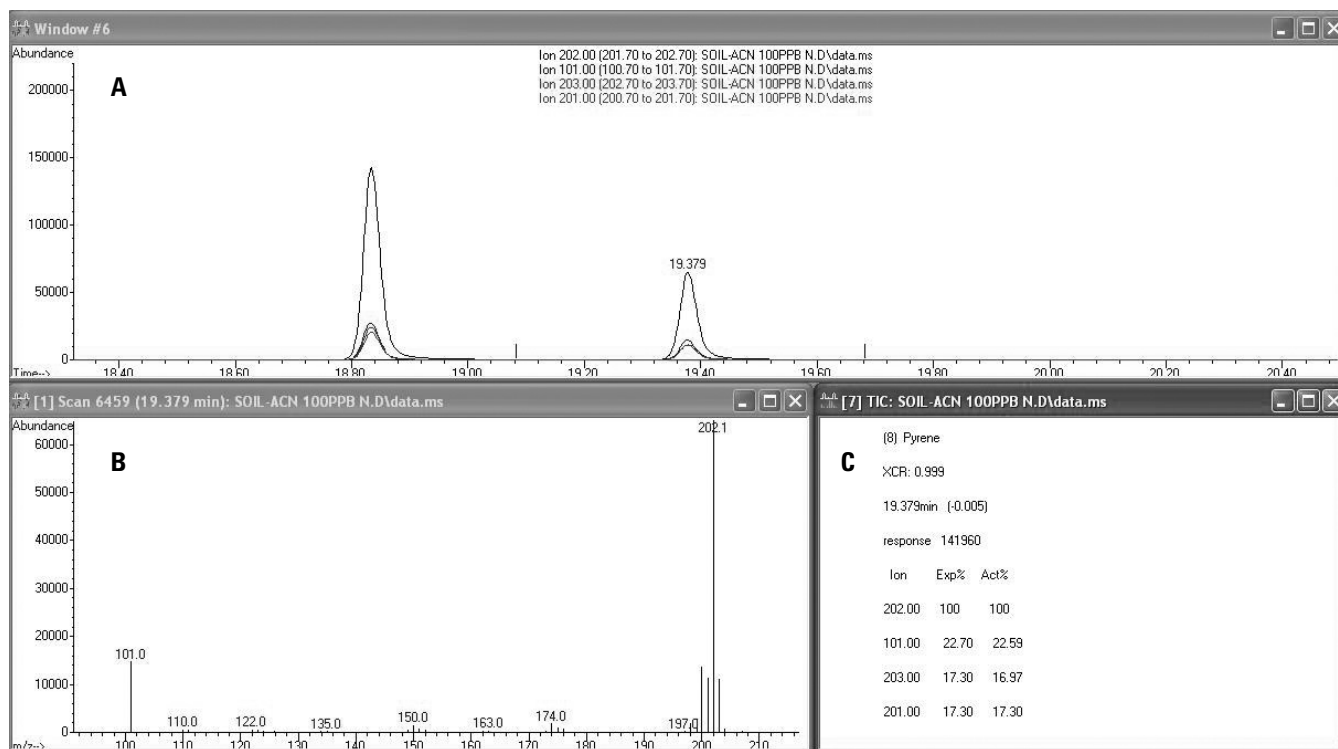 Window #6
Abundance
Ion 202.00 (201.70 to 202.70): SOIL-ACN 100PPB N.D\data.ms
Ion 101.00 (100.70 to 101.70): SOIL-ACN 100PPB N.D\data.ms
Ion 203.00 (202.70 to 203.70): SOIL-ACN 100PPB N.D\data.ms
Ion 201.00 (200.70 to 201.70): SOIL-ACN 100PPB N.D\data.ms
A
200000
150000
100000
50000
0
19.379
Time-->
18.40 18.60 18.80 19.00 19.20 19.40 19.60 19.80 20.00 20.20 20.40
[1] Scan 6459 (19.379 min): SOIL-ACN 100PPB N.D\data.ms
Abundance
B
60000
50000
40000
30000
20000
10000
0
202.1
101.0
110.0
122.0
135.0
150.0
163.0
174.0
197.0
m/z-->
100 110 120 130 140 150 160 170 180 190 200 210
[7] TIC: SOIL-ACN 100PPB N.D\data.ms
C
(8) Pyrene
XCR: 0.999
19.379min (-0.005)
response 141960
Ion Exp% Act%
202.00 100 100
101.00 22.70 22.59
203.00 17.30 16.97
201.00 17.30 17.30